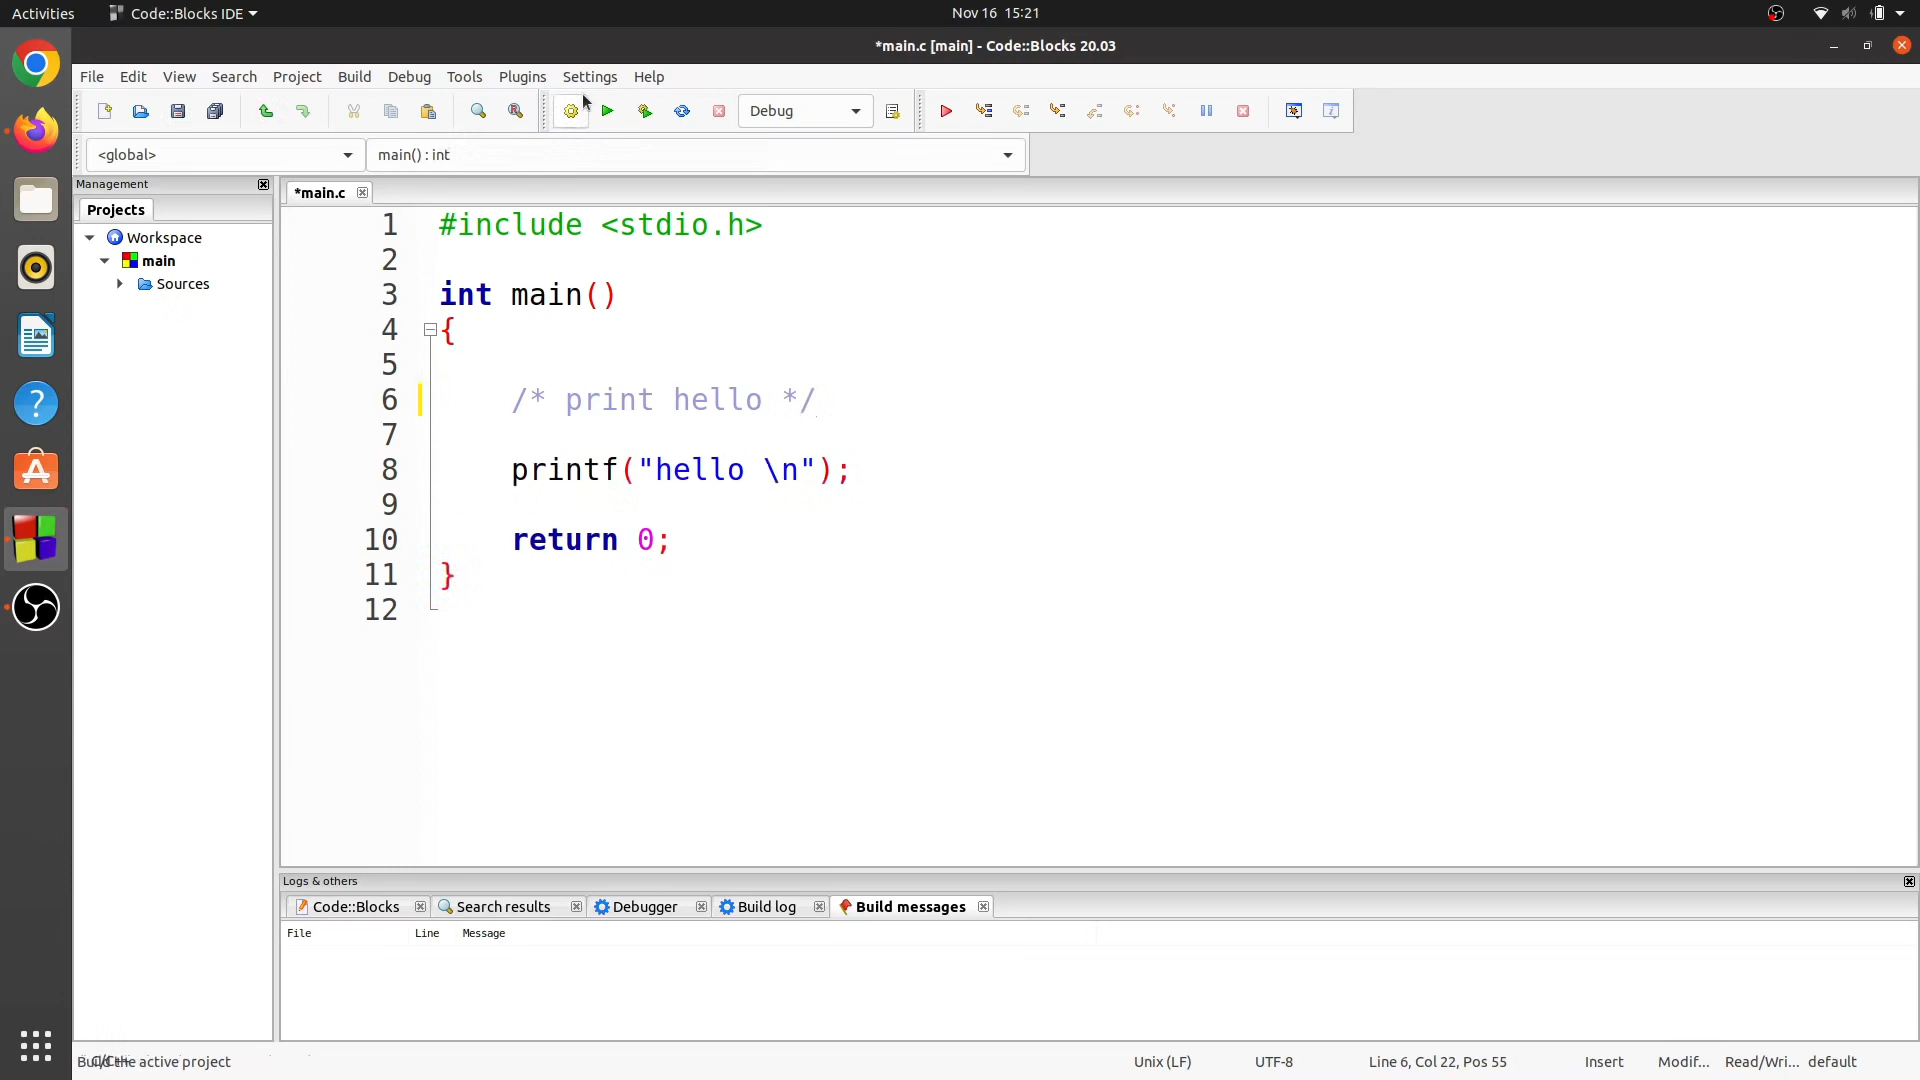 Activities Code::Blocks IDE Nov 16 15:21
*main.c [main] - Code::Blocks 20.03
File Edit View Search Project Build Debug Tools Plugins Settings Help
Debug
<global> main() : int
Management
*main.c
Projects
Workspace
main
Sources
1 #include <stdio.h>
2
3 int main()
4 {
5
6 /* print hello */
7
8 printf("hello \n");
9
10 return 0;
11 }
12
Logs & others
Code::Blocks Search results Debugger Build log Build messages
File Line Message
the active project Unix (LF) UTF-8 Line 6, Col 22, Pos 55 Insert Modif... Read/Wri... default